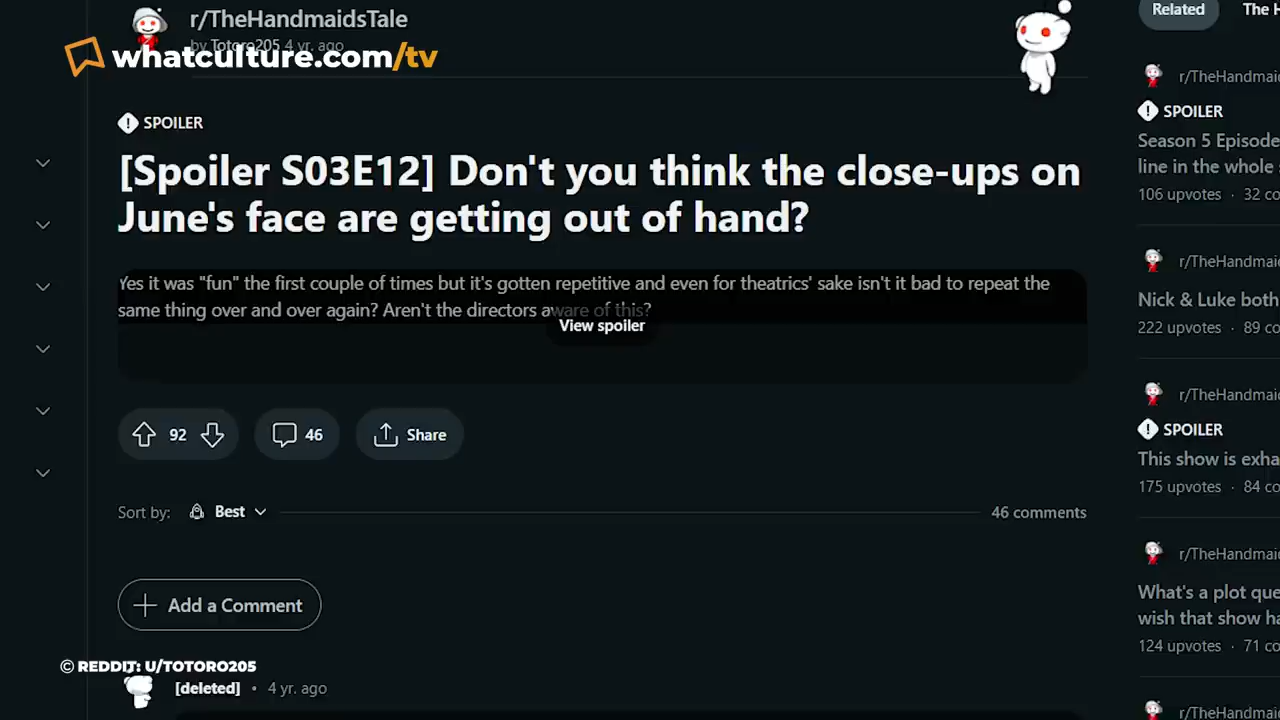 r/TheHandmaidsTale
by Totoro205 4 yr. ago
whatculture.com/tv
SPOILER
[Spoiler S03E12] Don't you think the close-ups on
June's face are getting out of hand?
Yes it was "fun" the first couple of times but it's gotten repetitive and even for theatrics' sake isn't it bad to repeat the
same thing over and over again? Aren't the directors aware of this?
View spoiler
92
46
Share
Sort by: Best
46 comments
Add a Comment
© REDDIT: U/TOTORO205
[deleted] • 4 yr. ago
Related
The H
r/TheHandmaid
SPOILER
Season 5 Episode
line in the whole
106 upvotes · 32 co
r/TheHandmaid
Nick & Luke both
222 upvotes · 89 co
r/TheHandmaid
SPOILER
This show is exha
175 upvotes · 84 co
r/TheHandmaid
What's a plot que
wish that show ha
124 upvotes · 71 co
r/TheHandmaid